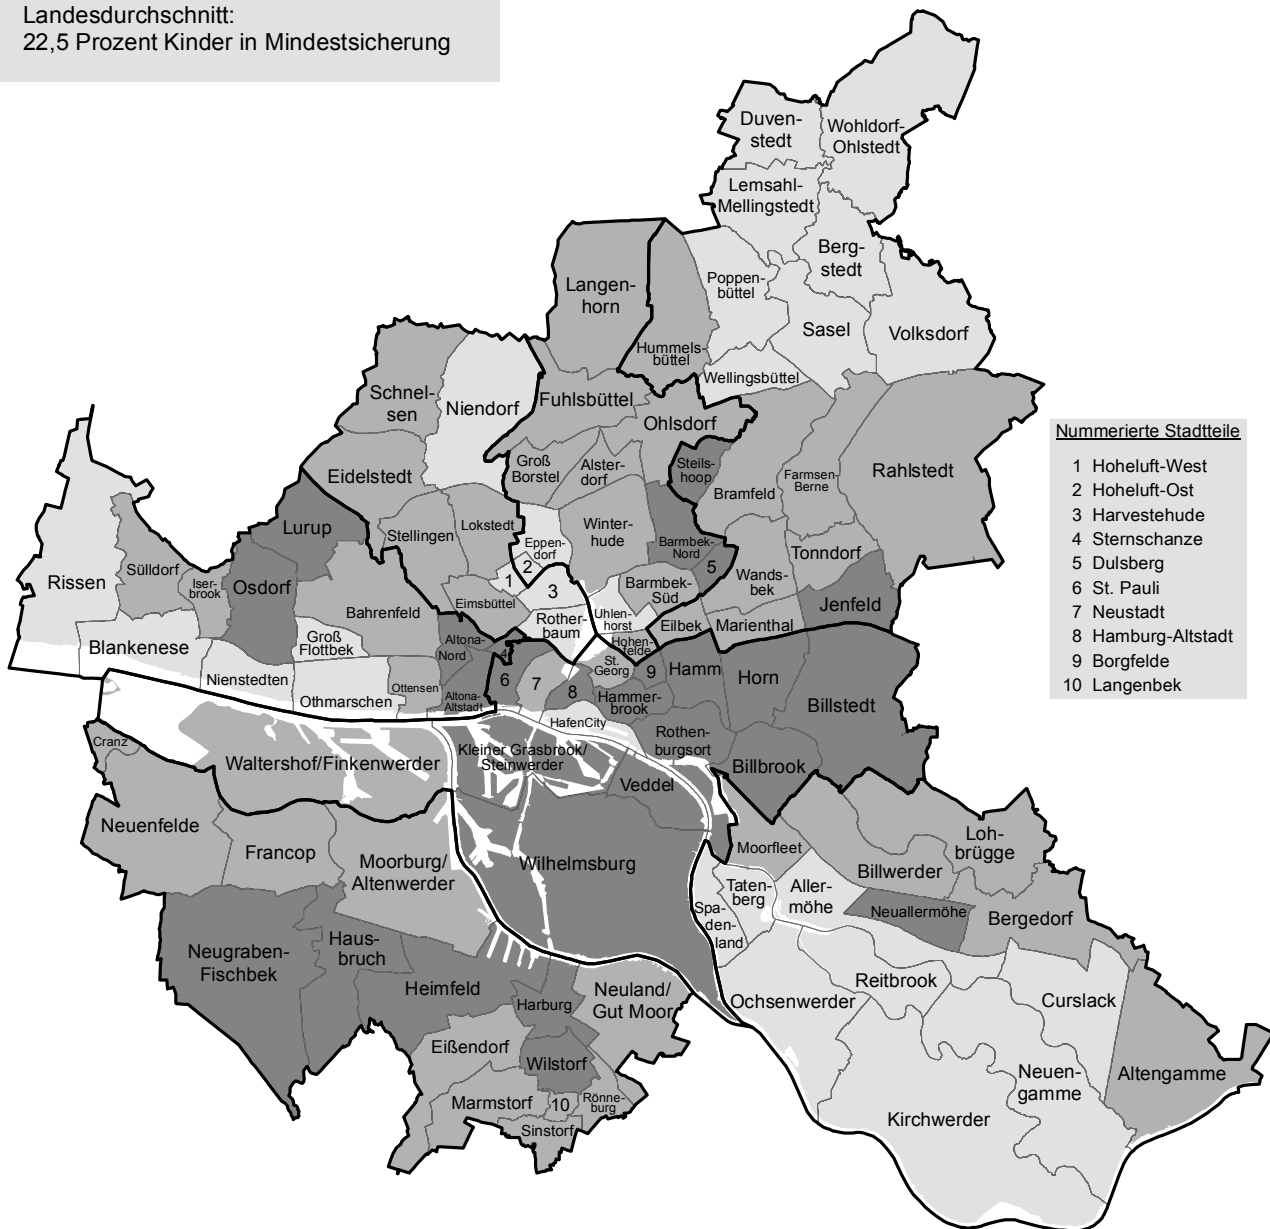 Landesdurchschnitt:
22,5 Prozent Kinder in Mindestsicherung
Duven-
stedt
Wohldorf-
Ohlstedt
Lemsahl-
Mellingstedt
Berg-
stedt
Poppen-
büttel
Langen-
horn
Sasel
Volksdorf
Hummels-
büttel
Wellingsbüttel
Schnel-
sen
Niendorf
Fuhlsbüttel
Ohlsdorf
Eidelstedt
Groß
Borstel
Alster-
dorf
Steils-
hoop
Bramfeld
Farmsen-
Berne
Rahlstedt
Lurup
Stellingen
Lokstedt
Eppen-
dorf
Winter-
hude
Barmbek-
Nord
5
Tonndorf
Wands-
bek
Rissen
Sülldorf
Iser-
brook
Osdorf
Bahrenfeld
Eimsbüttel
1
2
3
Barmbek-
Süd
Jenfeld
Rother-
baum
Uhlen-
horst
Eilbek
Marienthal
Blankenese
Groß
Flottbek
Altona-
Nord
4
Hohen-
felde
Nienstedten
Othmarschen
Ottensen
Altona-
Altstadt
6
7
8
St.
Georg
9
Hamm
Horn
Billstedt
Hammer-
brook
HafenCity
Rothen-
burgsort
Billbrook
Cranz
Waltershof/Finkenwerder
Kleiner Grasbrook/
Steinwerder
Veddel
Neuenfelde
Francop
Moorburg/
Altenwerder
Wilhelmsburg
Moorfleet
Billwerder
Loh-
brügge
Taten-
berg
Aller-
möhe
Neuallermöhe
Bergedorf
Spa-
den-
land
Neugraben-
Fischbek
Haus-
bruch
Heimfeld
Harburg
Neuland/
Gut Moor
Ochsenwerder
Reitbrook
Curslack
Eißendorf
Wilstorf
Neuen-
gamme
Altengamme
Marmstorf
10
Rönne-
burg
Sinstorf
Kirchwerder
Nummerierte Stadtteile
1 Hoheluft-West
2 Hoheluft-Ost
3 Harvestehude
4 Sternschanze
5 Dulsberg
6 St. Pauli
7 Neustadt
8 Hamburg-Altstadt
9 Borgfelde
10 Langenbek